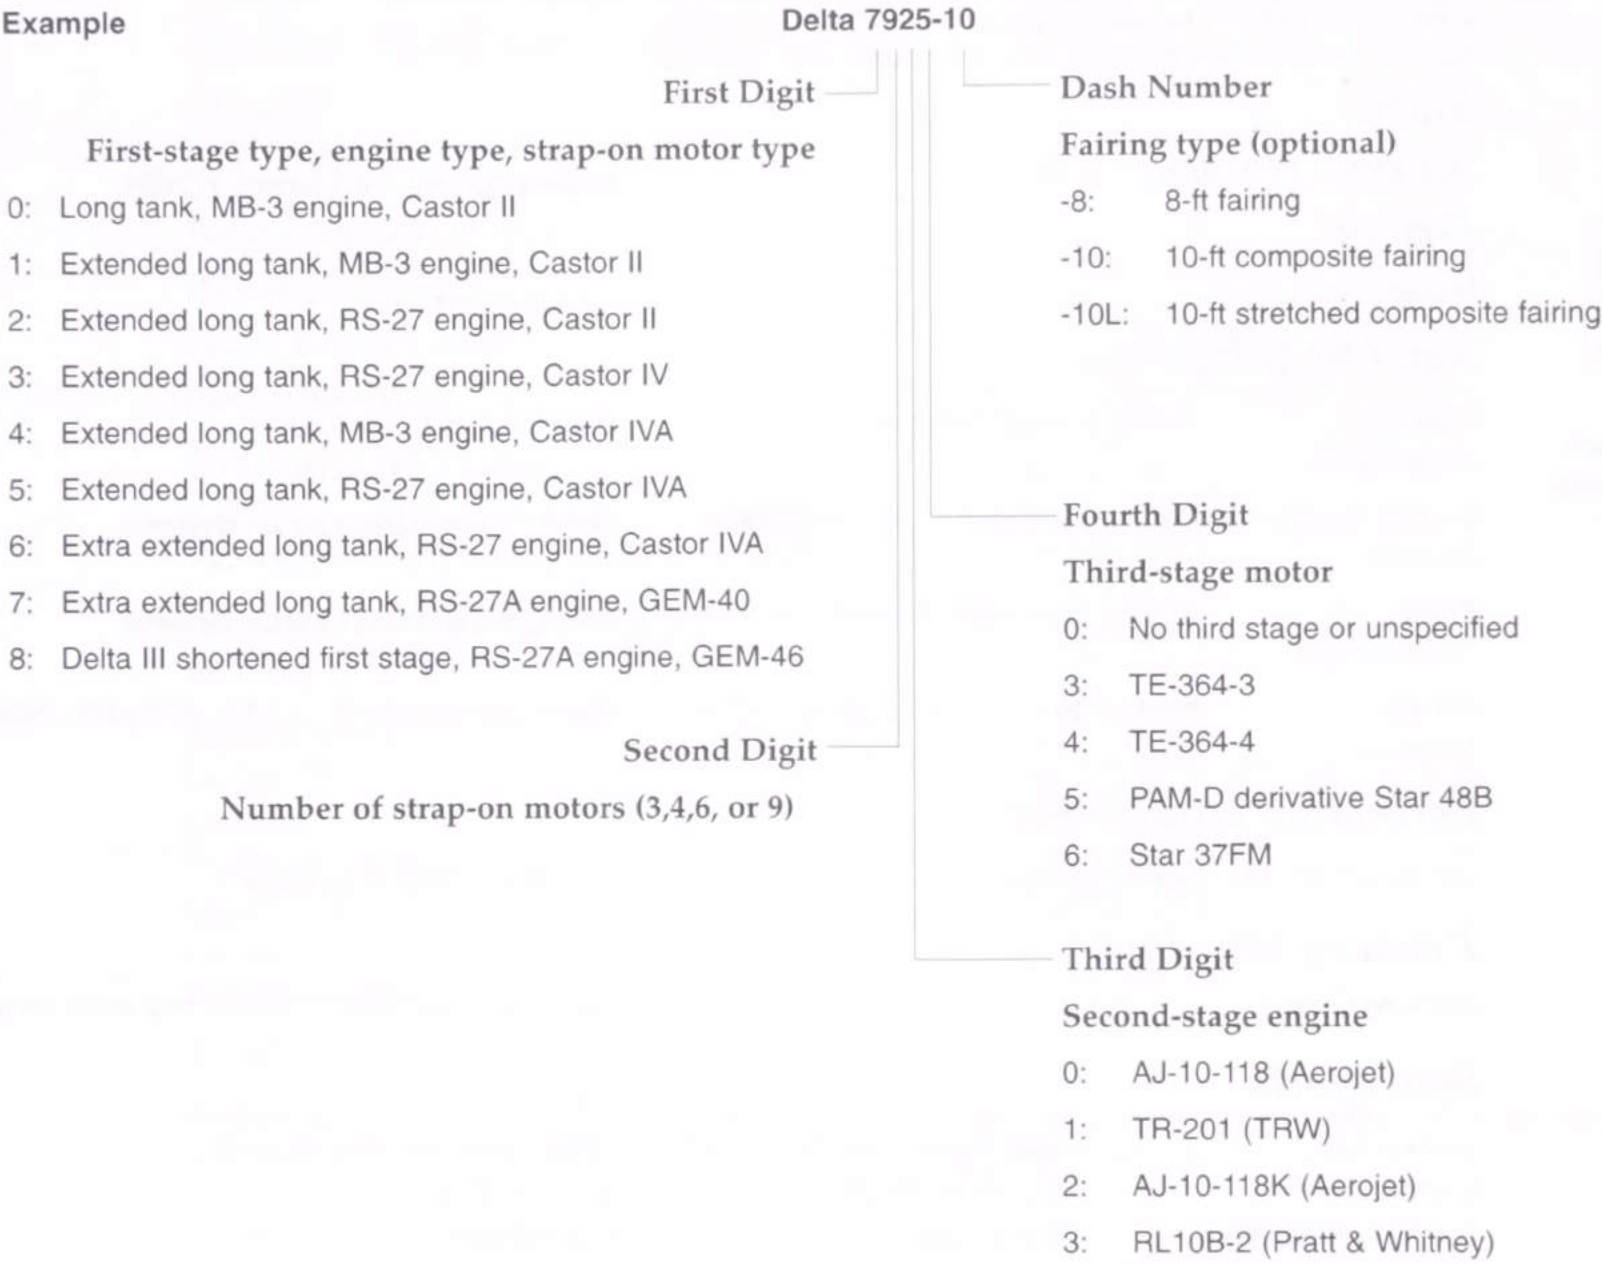 Example
Delta 7925-10
First Digit
First-stage type, engine type, strap-on motor type
0: Long tank, MB-3 engine, Castor II
1: Extended long tank, MB-3 engine, Castor II
2: Extended long tank, RS-27 engine, Castor II
3: Extended long tank, RS-27 engine, Castor IV
4: Extended long tank, MB-3 engine, Castor IVA
5: Extended long tank, RS-27 engine, Castor IVA
6: Extra extended long tank, RS-27 engine, Castor IVA
7: Extra extended long tank, RS-27A engine, GEM-40
8: Delta III shortened first stage, RS-27A engine, GEM-46
Second Digit
Number of strap-on motors (3,4,6, or 9)
Dash Number
Fairing type (optional)
-8: 8-ft fairing
-10: 10-ft composite fairing
-10L: 10-ft stretched composite fairing
Fourth Digit
Third-stage motor
0: No third stage or unspecified
3: TE-364-3
4: TE-364-4
5: PAM-D derivative Star 48B
6: Star 37FM
Third Digit
Second-stage engine
0: AJ-10-118 (Aerojet)
1: TR-201 (TRW)
2: AJ-10-118K (Aerojet)
3: RL10B-2 (Pratt & Whitney)